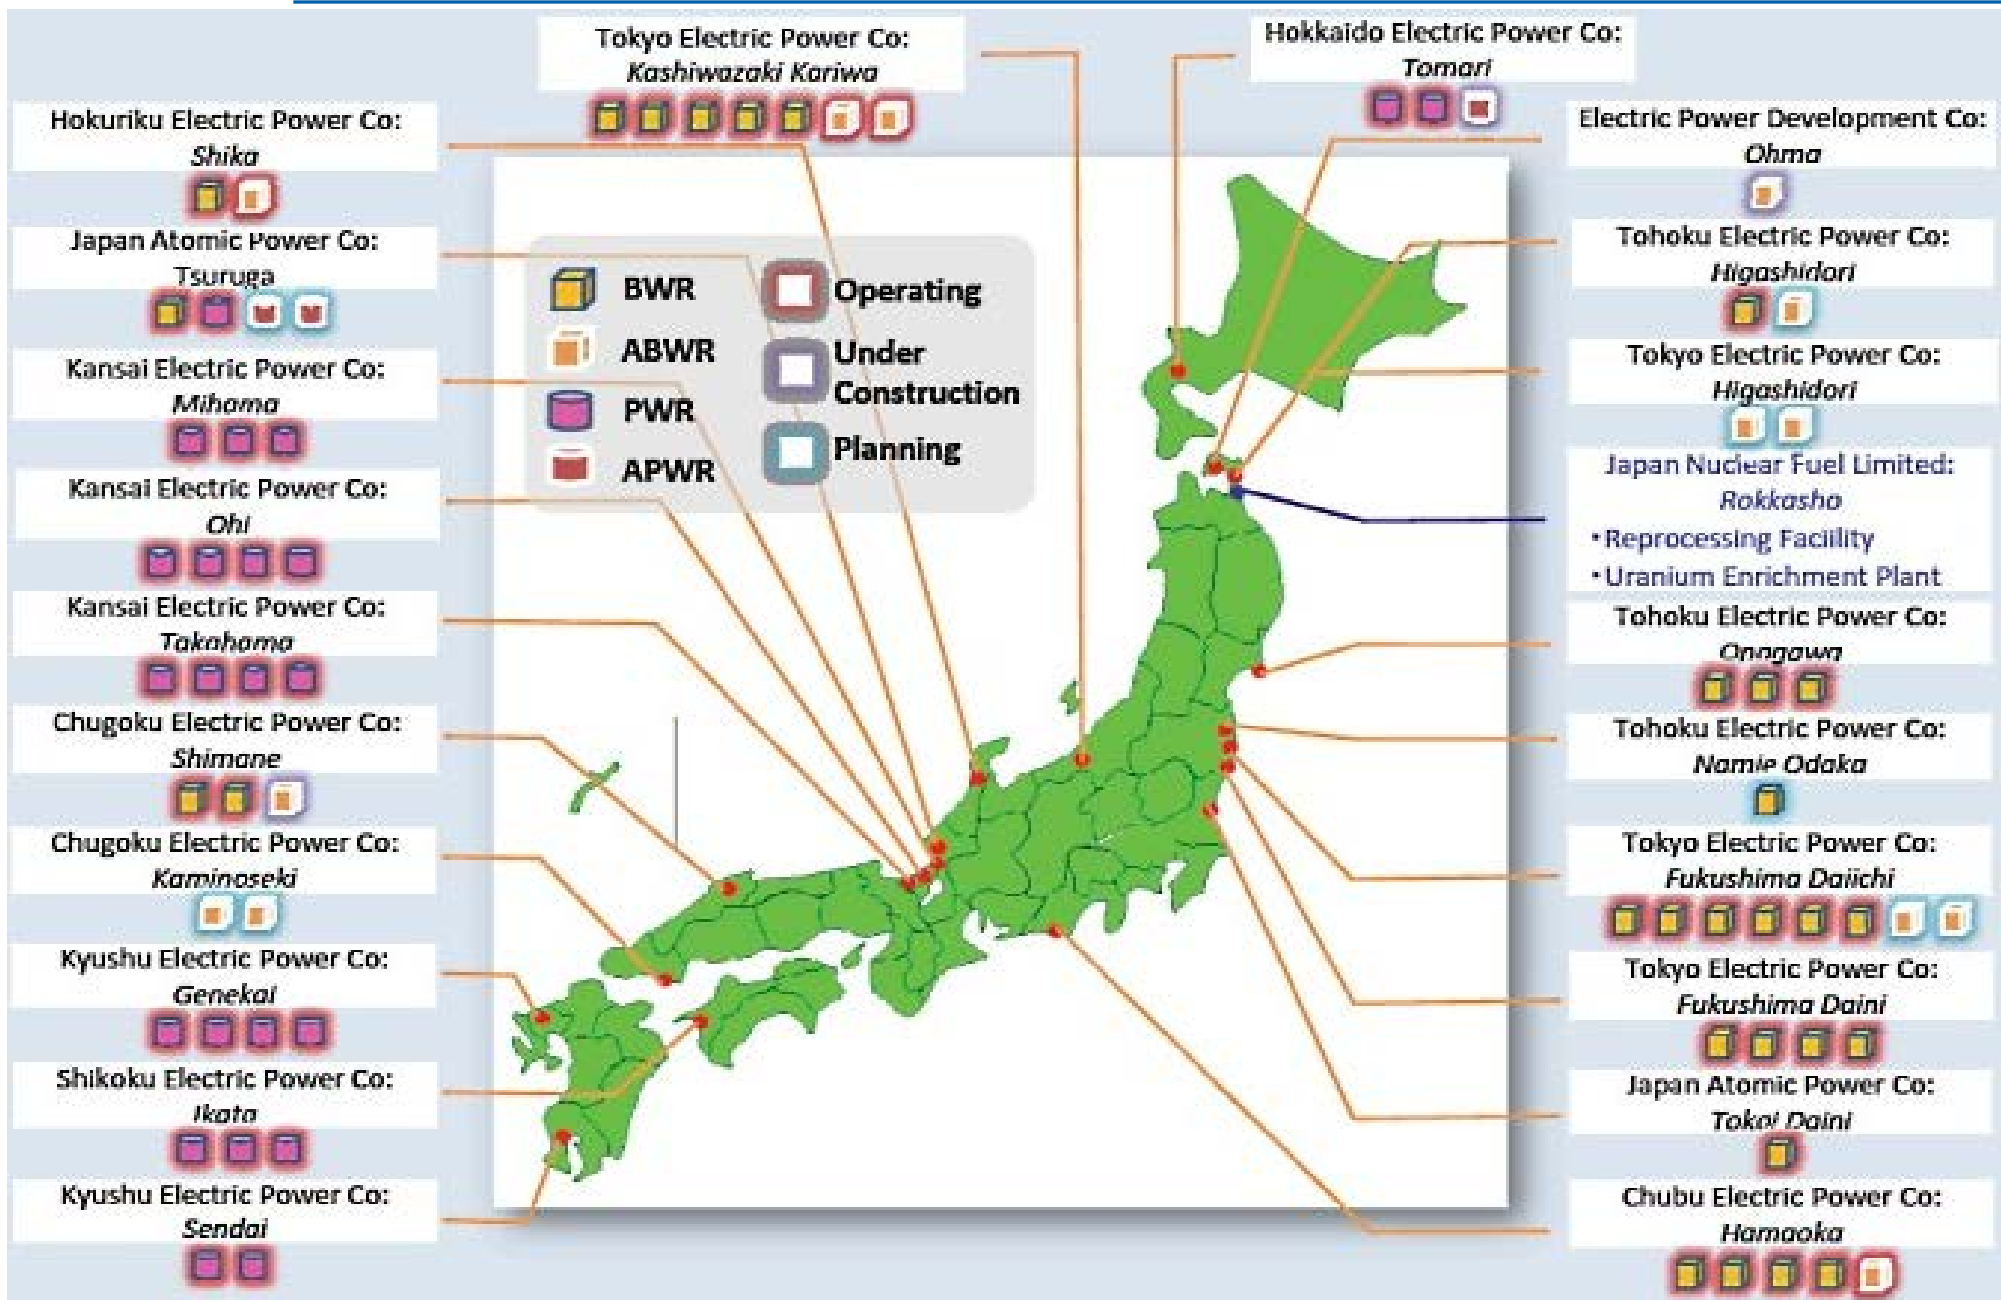 Tokyo Electric Power Co:
Kashiwazaki Kariwa
Hokkaido Electric Power Co:
Tomari
Hokuriku Electric Power Co:
Shika
Japan Atomic Power Co:
Tsuruga
Kansai Electric Power Co:
Mihama
Kansai Electric Power Co:
Ohi
Kansai Electric Power Co:
Takahama
Chugoku Electric Power Co:
Shimane
Chugoku Electric Power Co:
Kaminoseki
Kyushu Electric Power Co:
Genekai
Shikoku Electric Power Co:
Ikata
Kyushu Electric Power Co:
Sendai
BWR
ABWR
PWR
APWR
Operating
Under
Construction
Planning
Electric Power Development Co:
Ohma
Tohoku Electric Power Co:
Higashidori
Tokyo Electric Power Co:
Higashidori
Japan Nuclear Fuel Limited:
Rokkasho
•Reprocessing Faciility
•Uranium Enrichment Plant
Tohoku Electric Power Co:
Onagawa
Tohoku Electric Power Co:
Namie Odaka
Tokyo Electric Power Co:
Fukushima Daiichi
Tokyo Electric Power Co:
Fukushima Daini
Japan Atomic Power Co:
Tokai Daini
Chubu Electric Power Co:
Hamaoka